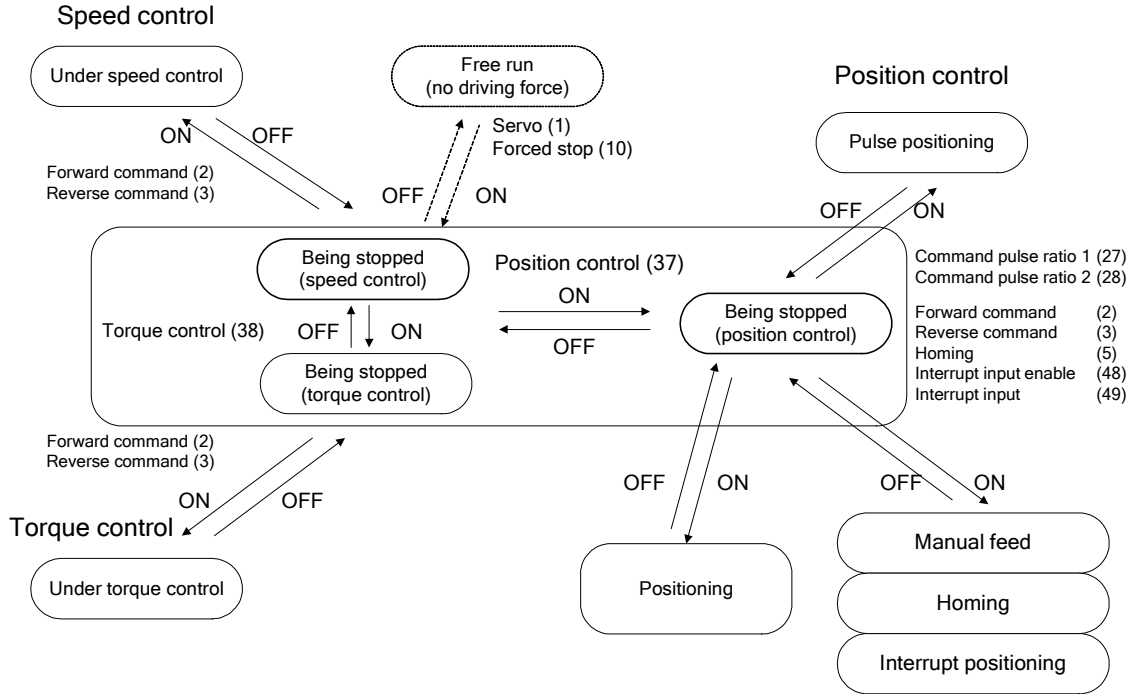 Speed control
Under speed control
ON
OFF
Forward command (2)
Reverse command (3)
Free run
(no driving force)
Servo (1)
Forced stop (10)
OFF
ON
Position control
Pulse positioning
OFF
ON
Command pulse ratio 1 (27)
Command pulse ratio 2 (28)
Forward command (2)
Reverse command (3)
Homing (5)
Interrupt input enable (48)
Interrupt input (49)
Being stopped
(speed control)
Torque control (38)
OFF
ON
Being stopped
(torque control)
Position control (37)
ON
OFF
Being stopped
(position control)
Forward command (2)
Reverse command (3)
ON
OFF
Torque control
Under torque control
OFF
ON
Positioning
OFF
ON
Manual feed
Homing
Interrupt positioning